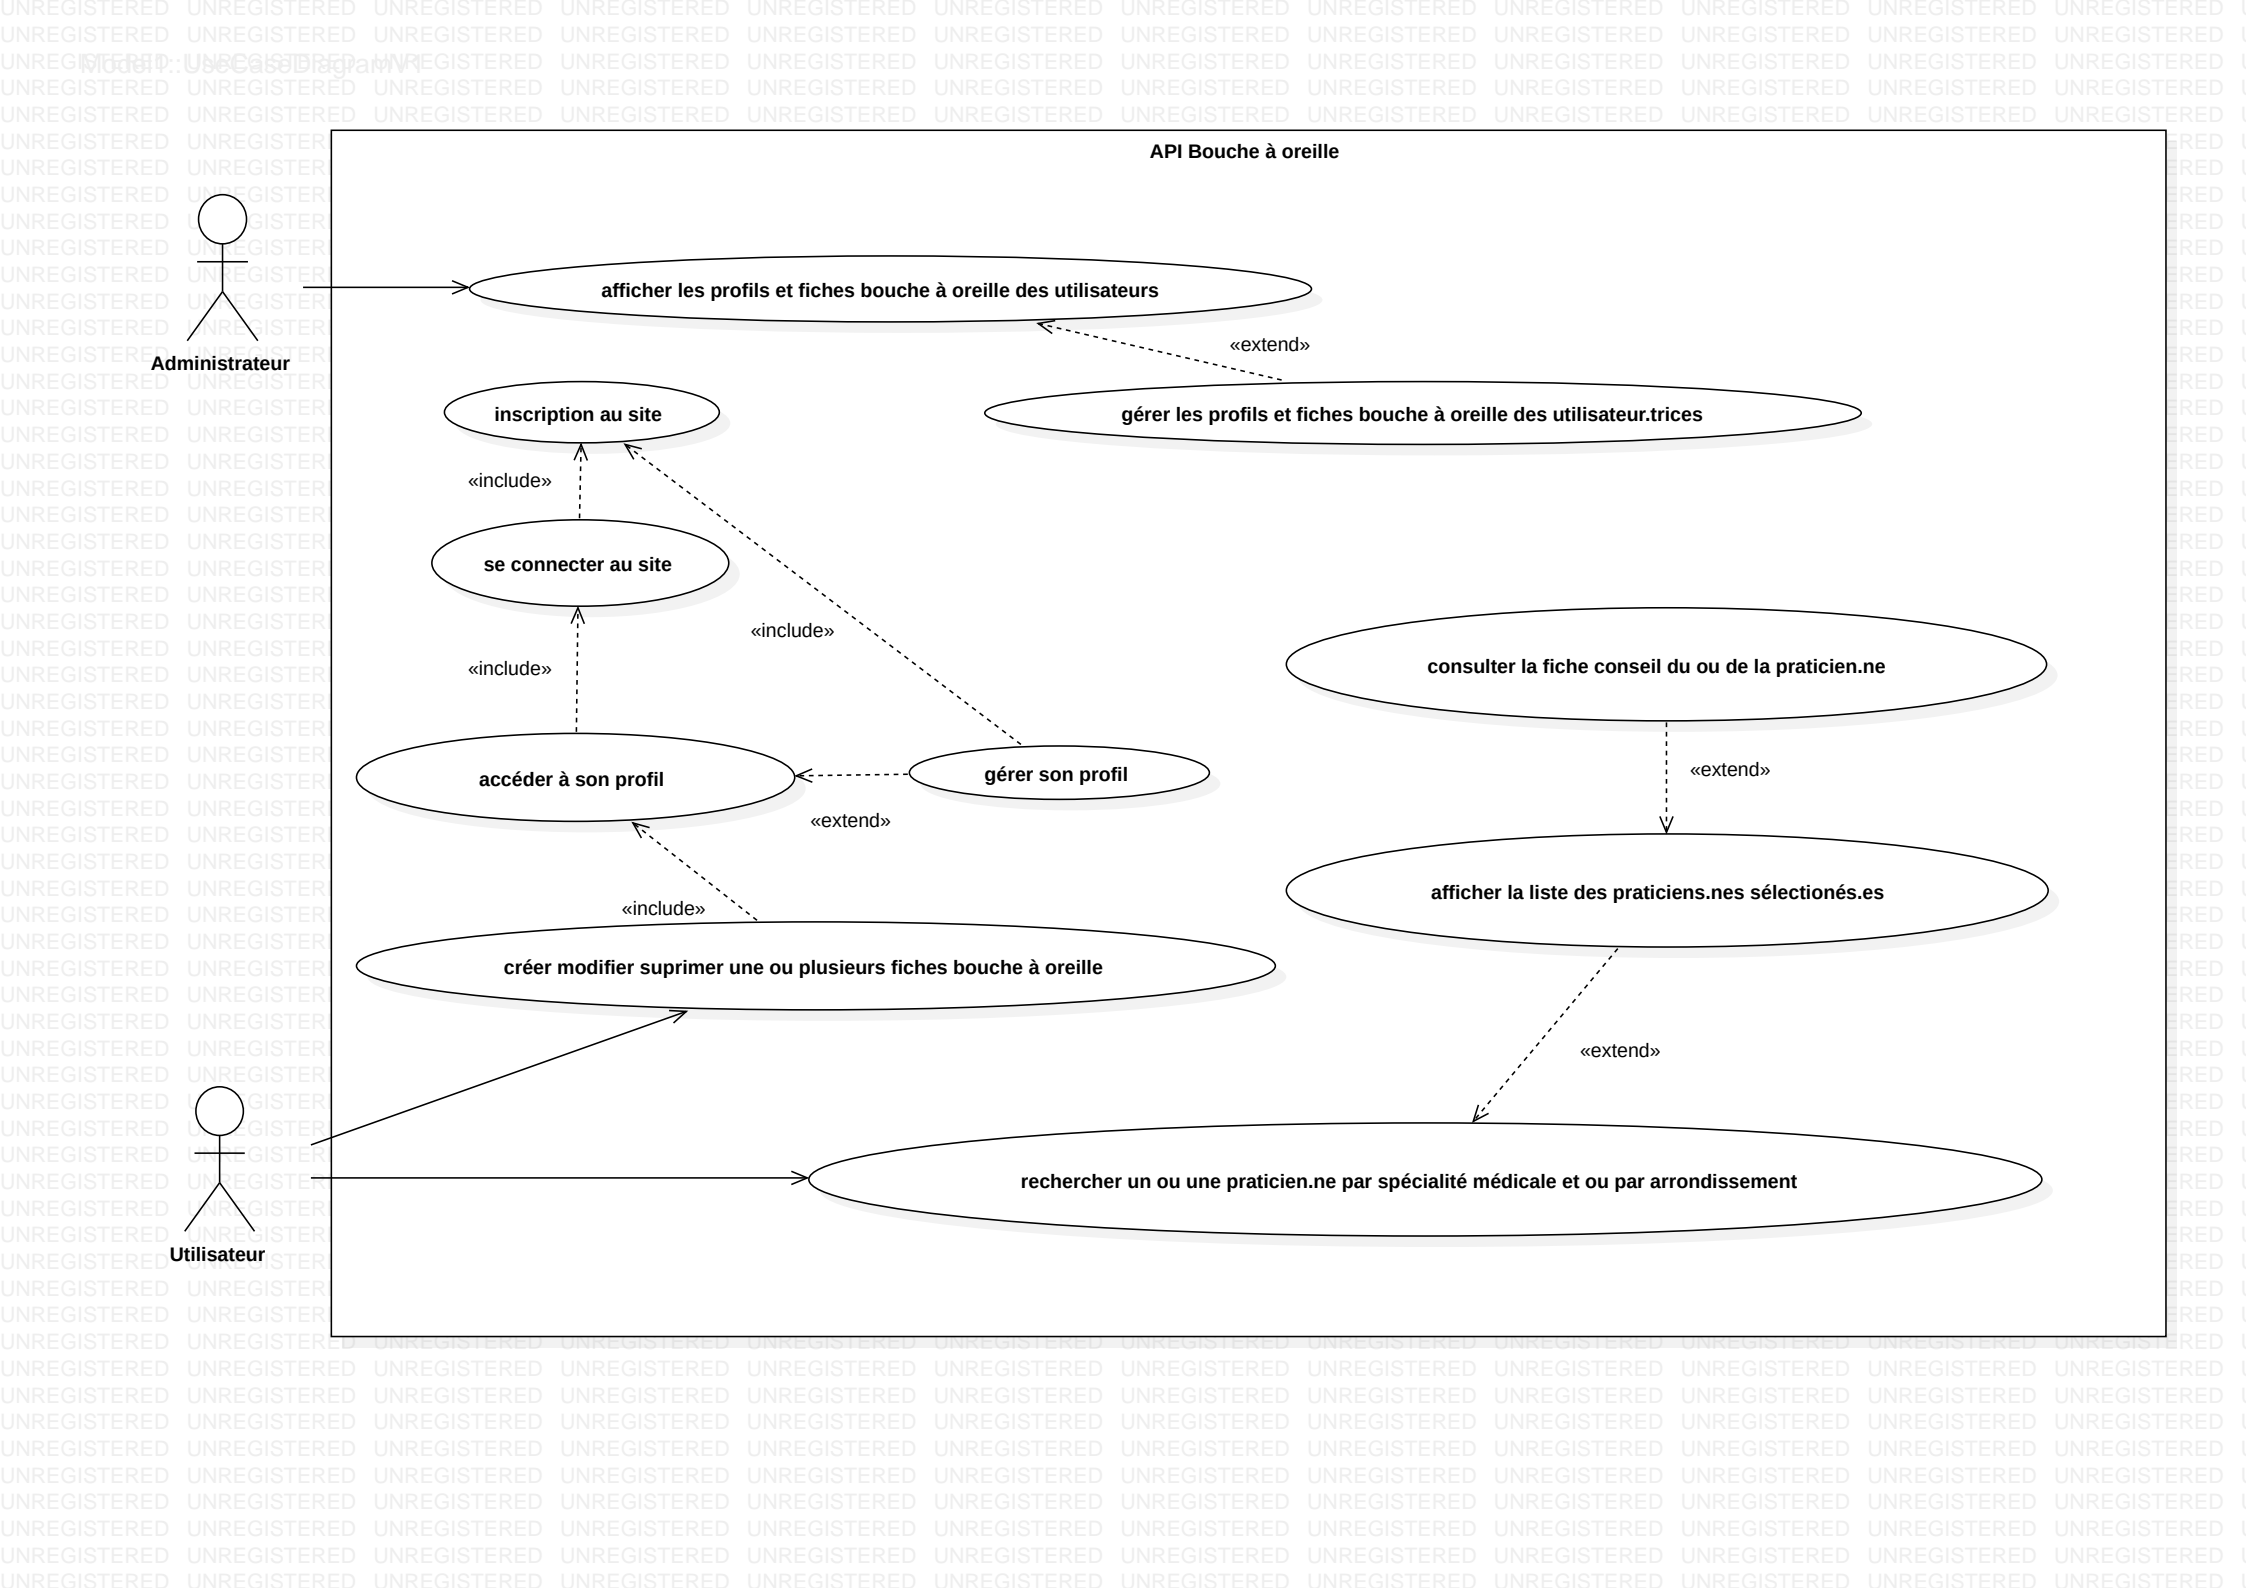 Model1::UseCaseDiagramV1
API Bouche à oreille
afficher les profils et fiches bouche à oreille des utilisateurs
«extend»
Administrateur
inscription au site
gérer les profils et fiches bouche à oreille des utilisateur.trices
«include»
se connecter au site
«include»
«include»
consulter la fiche conseil du ou de la praticien.ne
«extend»
accéder à son profil
gérer son profil
«extend»
afficher la liste des praticiens.nes sélectionés.es
«include»
créer modifier suprimer une ou plusieurs fiches bouche à oreille
«extend»
rechercher un ou une praticien.ne par spécialité médicale et ou par arrondissement
Utilisateur
UNREGISTERED